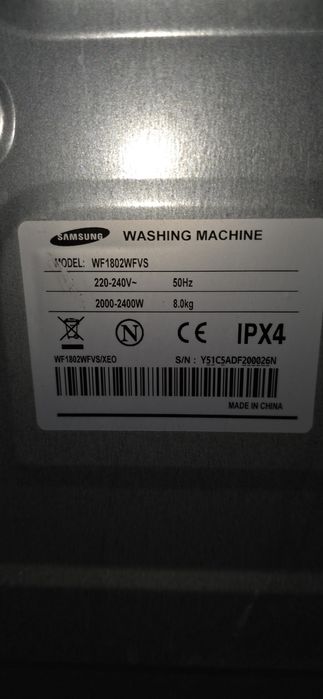 SAMSUNG WASHING MACHINE
MODEL: WF1802WFVS
220-240V~ 50Hz
2000-2400W 8.0kg
N CE IPX4
WF1802WFVS/XEO S/N : Y51C5ADF200026N
MADE IN CHINA